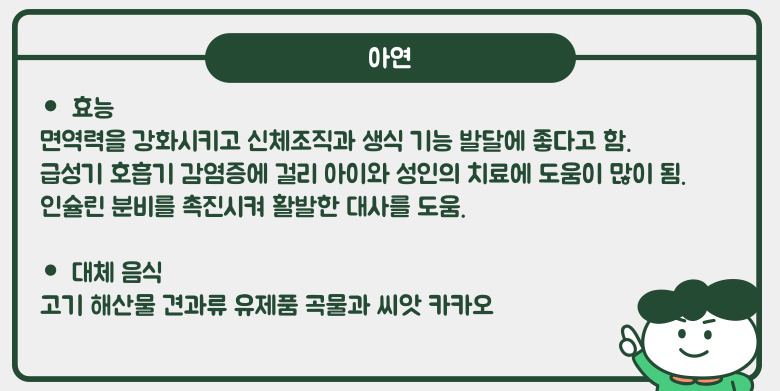 아연
• 효능
면역력을 강화시키고 신체조직과 생식 기능 발달에 좋다고 함.
급성기 호흡기 감염증에 걸리 아이와 성인의 치료에 도움이 많이 됨.
인슐린 분비를 촉진시켜 활발한 대사를 도움.
• 대체 음식
고기 해산물 견과류 유제품 곡물과 씨앗 카카오